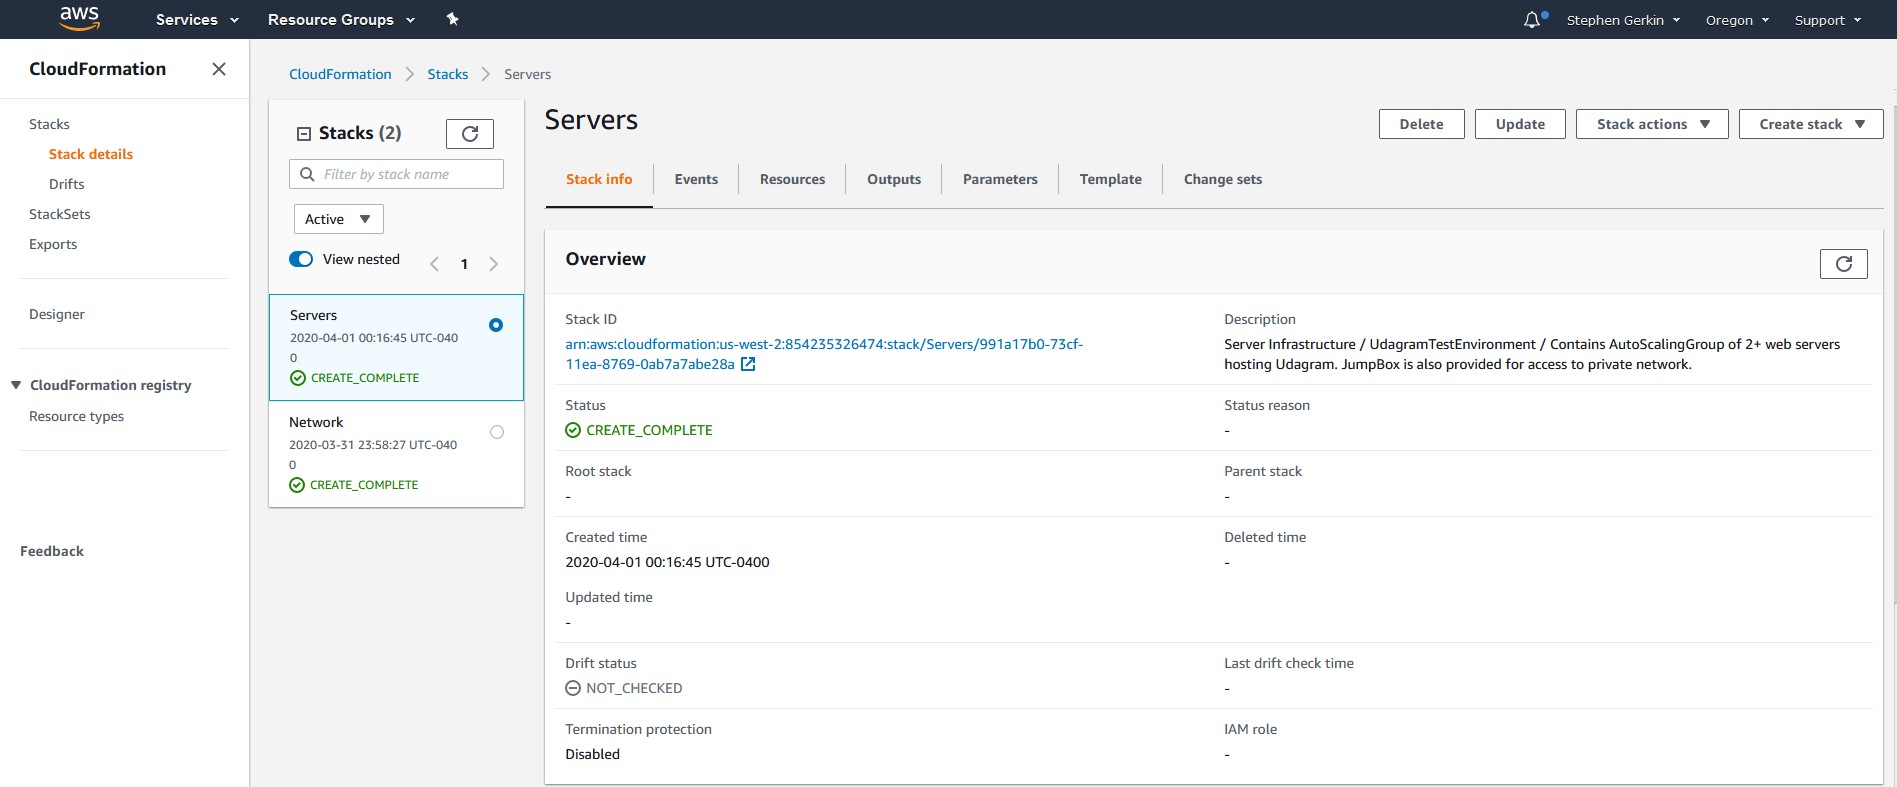 aws Services Resource Groups Stephen Gerkin Oregon Support
CloudFormation
Stacks
Stack details
Drifts
StackSets
Exports
Designer
CloudFormation registry
Resource types
Feedback
CloudFormation Stacks Servers
Stacks (2)
Filter by stack name
Active
View nested 1
Servers
2020-04-01 00:16:45 UTC-040
0
CREATE_COMPLETE
Network
2020-03-31 23:58:27 UTC-040
0
CREATE_COMPLETE
Servers
Delete Update Stack actions Create stack
Stack info Events Resources Outputs Parameters Template Change sets
Overview
Stack ID
arn:aws:cloudformation:us-west-2:854235326474:stack/Servers/991a17b0-73cf-
11ea-8769-0ab7a7abe28a
Description
Server Infrastructure / UdagramTestEnvironment / Contains AutoScalingGroup of 2+ web servers
hosting Udagram. JumpBox is also provided for access to private network.
Status
CREATE_COMPLETE
Status reason
-
Root stack
-
Parent stack
-
Created time
2020-04-01 00:16:45 UTC-0400
Deleted time
-
Updated time
-
Drift status
NOT_CHECKED
Last drift check time
-
Termination protection
Disabled
IAM role
-